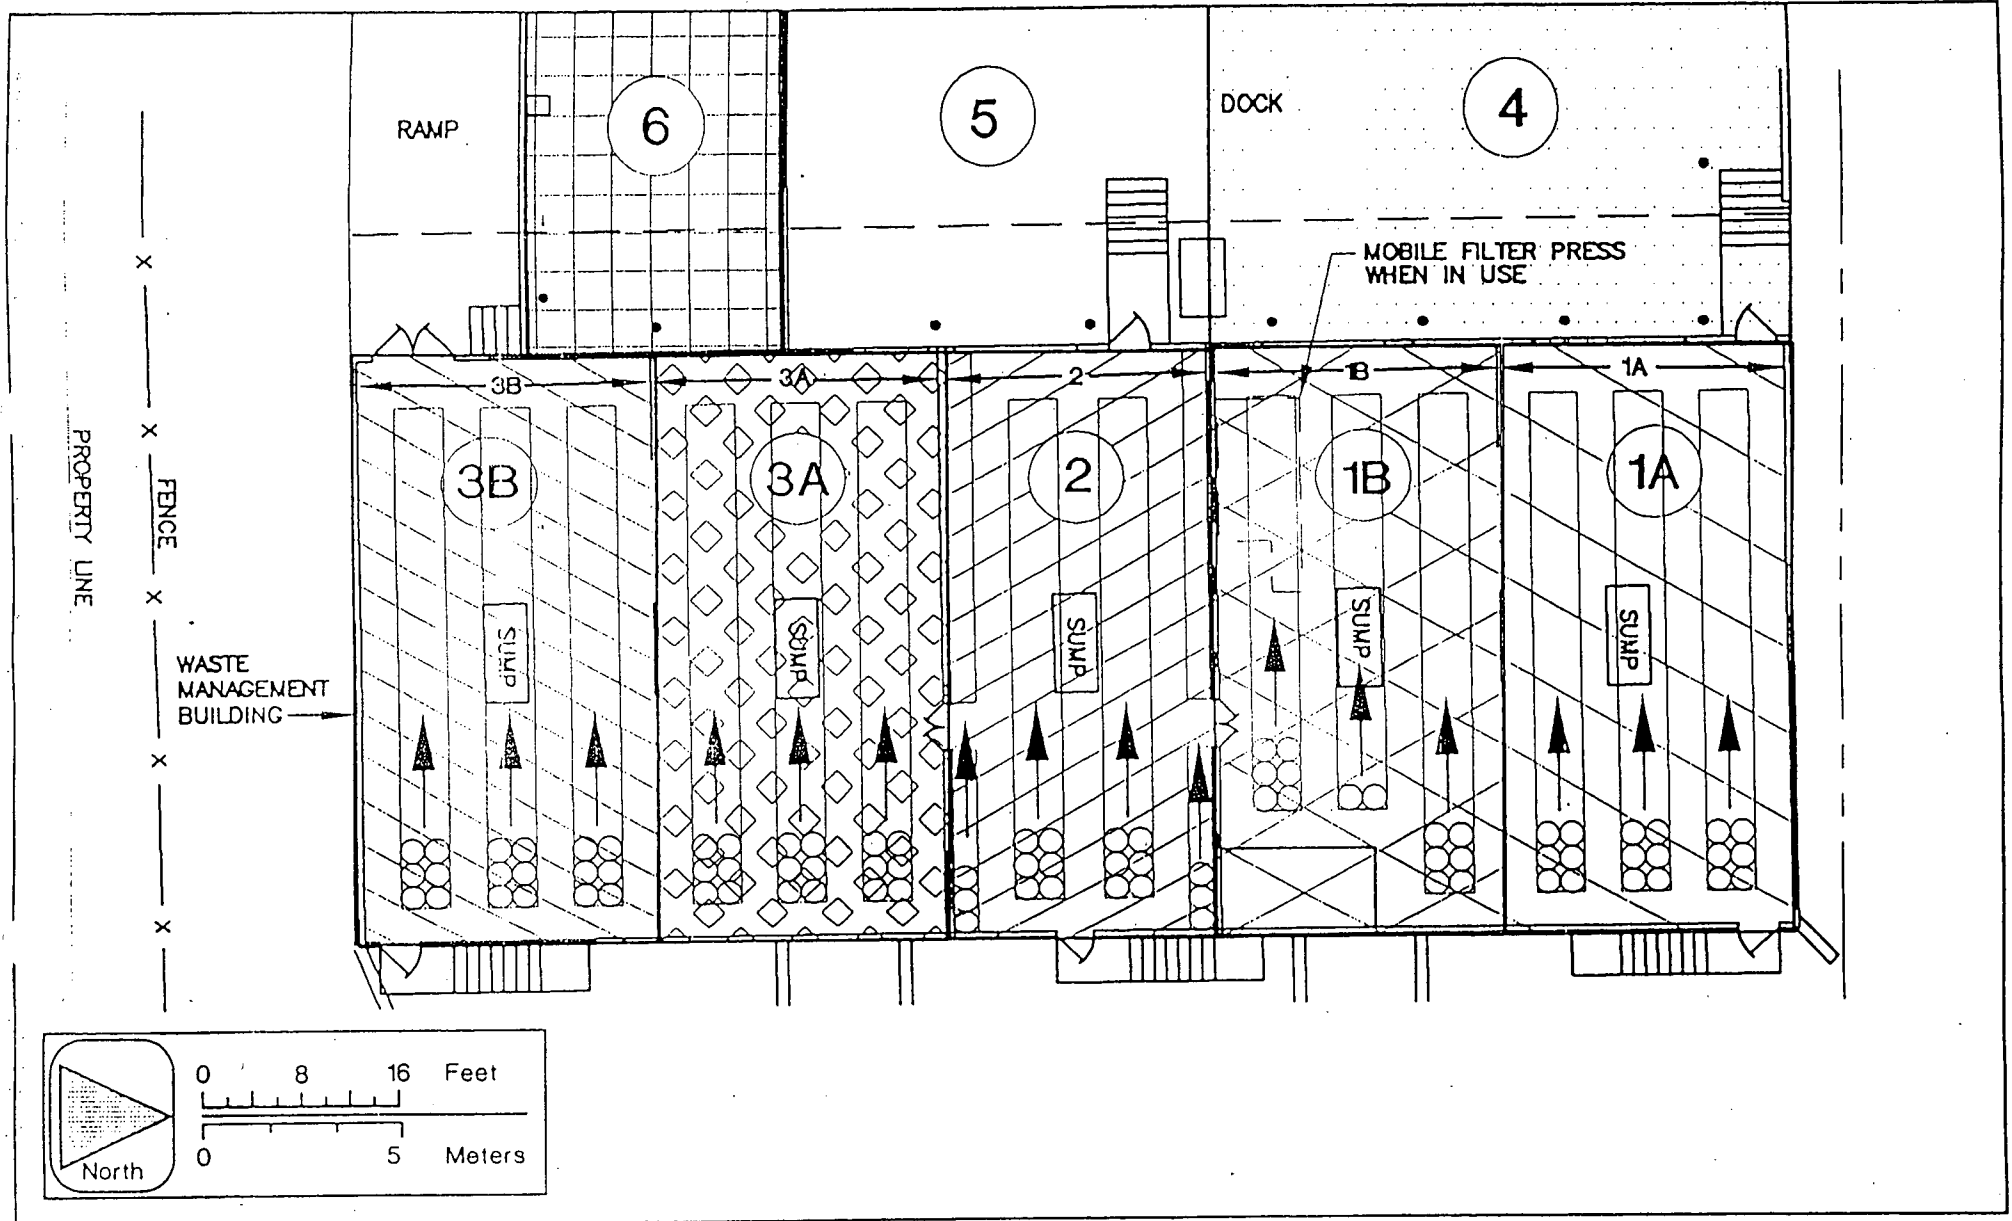 RAMP
6
5
DOCK
4
MOBILE FILTER PRESS
WHEN IN USE
3B
3A
2
1B
1A
3B
3A
2
1B
1A
SUMP
SUMP
SUMP
SUMP
SUMP
PROPERTY LINE
FENCE
X
X
X
X
X
WASTE
MANAGEMENT
BUILDING
0 8 16 Feet
0 5 Meters
North